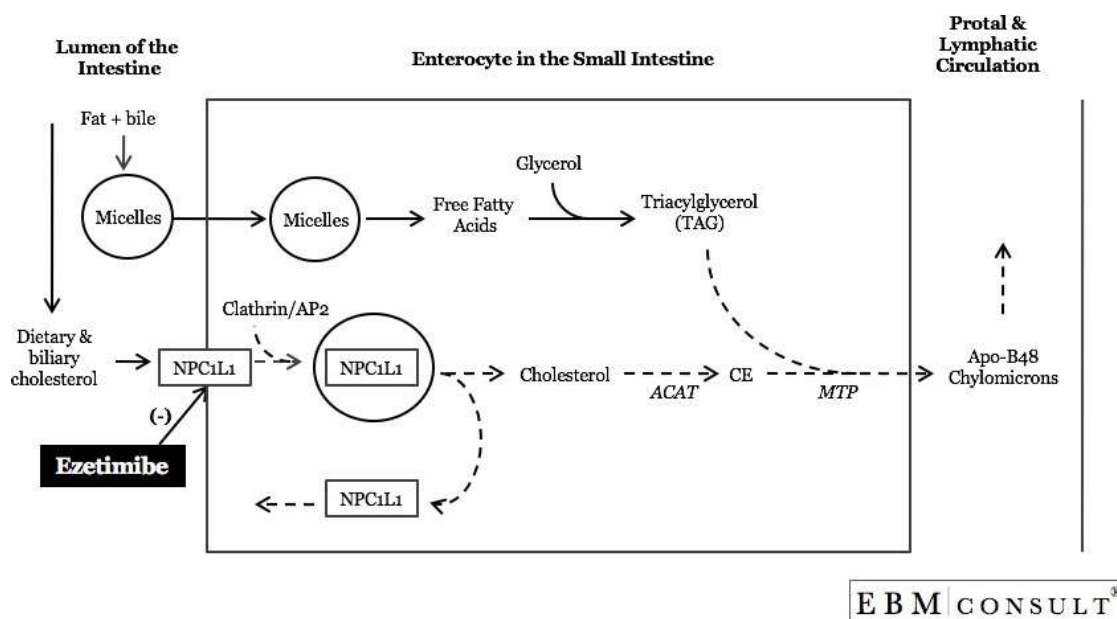 Lumen of the
Intestine
Enterocyte in the Small Intestine
Protal &
Lymphatic
Circulation
Fat + bile
Micelles
Micelles
Free Fatty
Acids
Glycerol
Triacylglycerol
(TAG)
Dietary &
biliary
cholesterol
NPC1L1
Clathrin/AP2
NPC1L1
Cholesterol
ACAT
CE
MTP
Apo-B48
Chylomicrons
(-)
Ezetimibe
NPC1L1
EBM CONSULT®